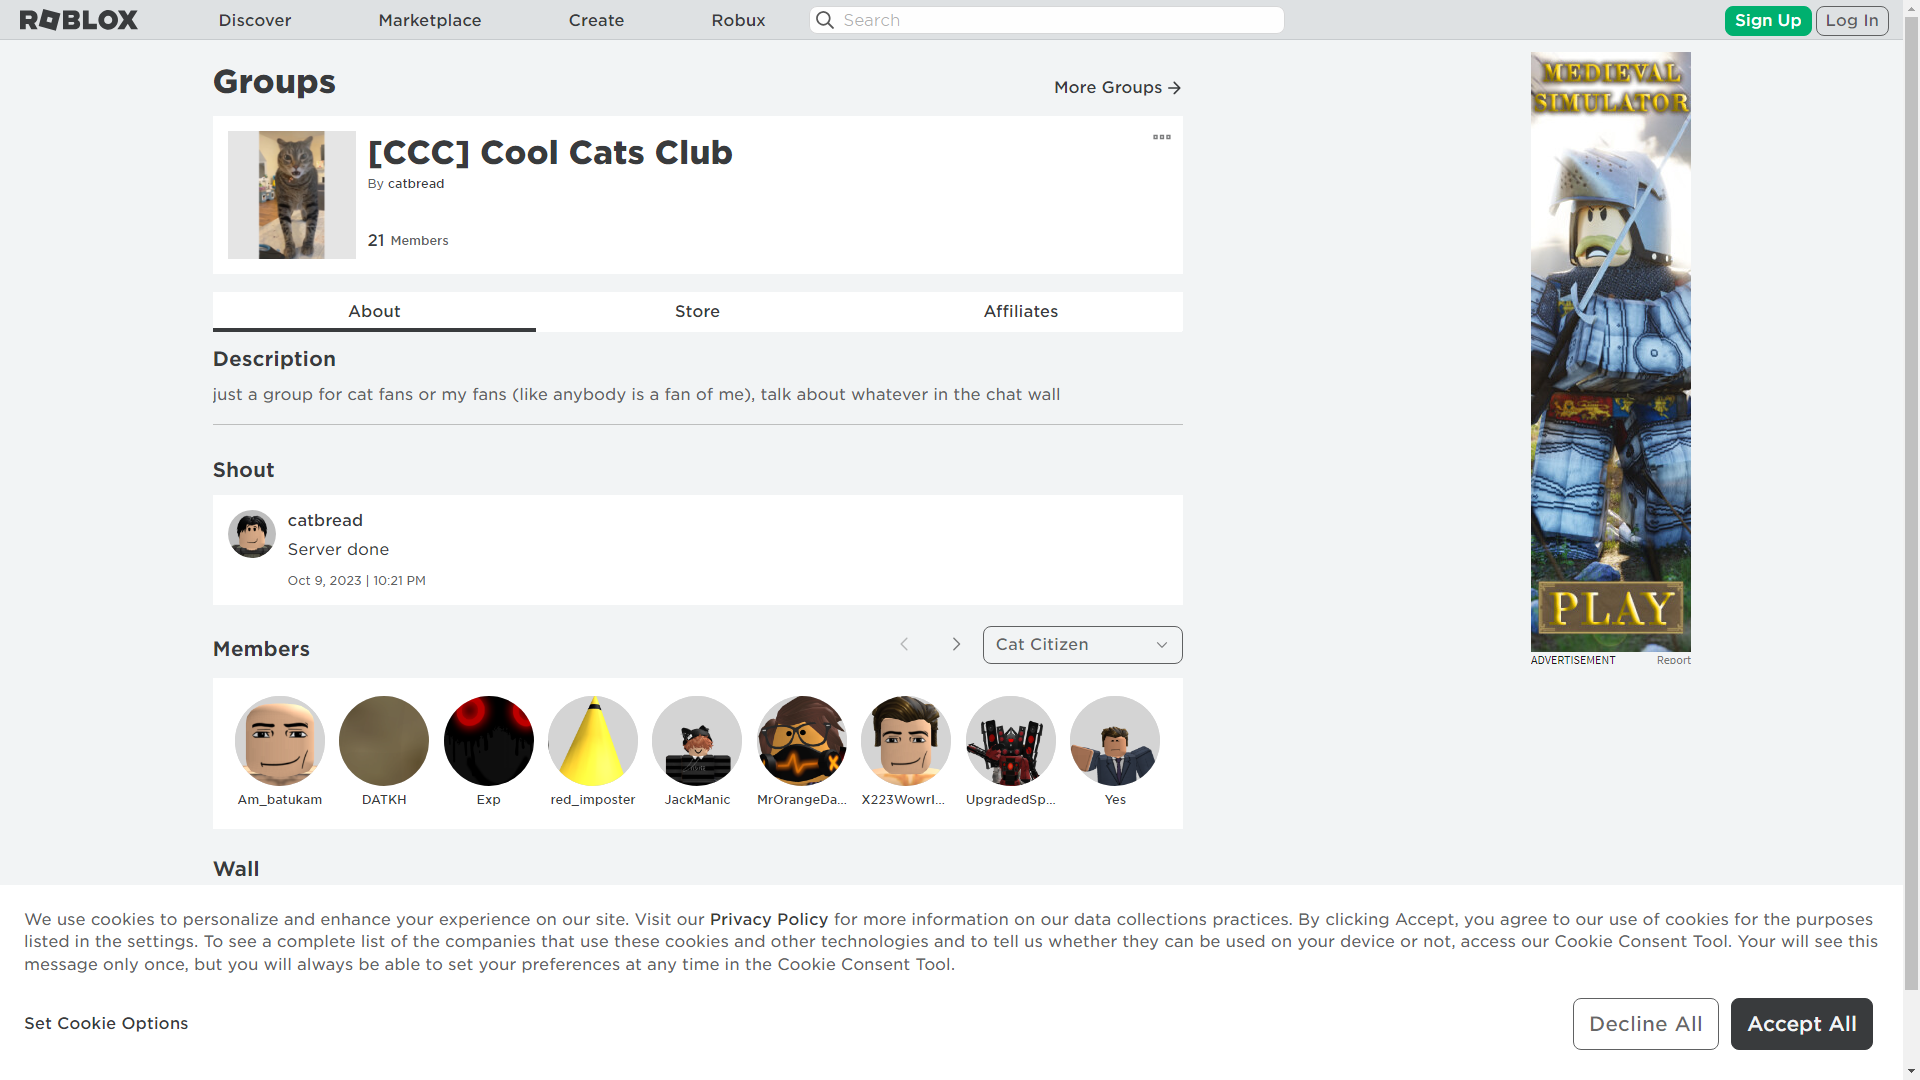 ROBLOX
Discover
Marketplace
Create
Robux
Search
Sign Up
Log In
Groups
More Groups
[CCC] Cool Cats Club
By catbread
21 Members
About
Store
Affiliates
Description
just a group for cat fans or my fans (like anybody is a fan of me), talk about whatever in the chat wall
Shout
catbread
Server done
Oct 9, 2023 | 10:21 PM
Members
Cat Citizen
Am_batukam
DATKH
Exp
red_imposter
JackManic
MrOrangeDa...
X223WowrI...
UpgradedSp...
Yes
Wall
MEDIEVAL
SIMULATOR
PLAY
ADVERTISEMENT
Report
We use cookies to personalize and enhance your experience on our site. Visit our Privacy Policy for more information on our data collections practices. By clicking Accept, you agree to our use of cookies for the purposes
listed in the settings. To see a complete list of the companies that use these cookies and other technologies and to tell us whether they can be used on your device or not, access our Cookie Consent Tool. Your will see this
message only once, but you will always be able to set your preferences at any time in the Cookie Consent Tool.
Set Cookie Options
Decline All
Accept All